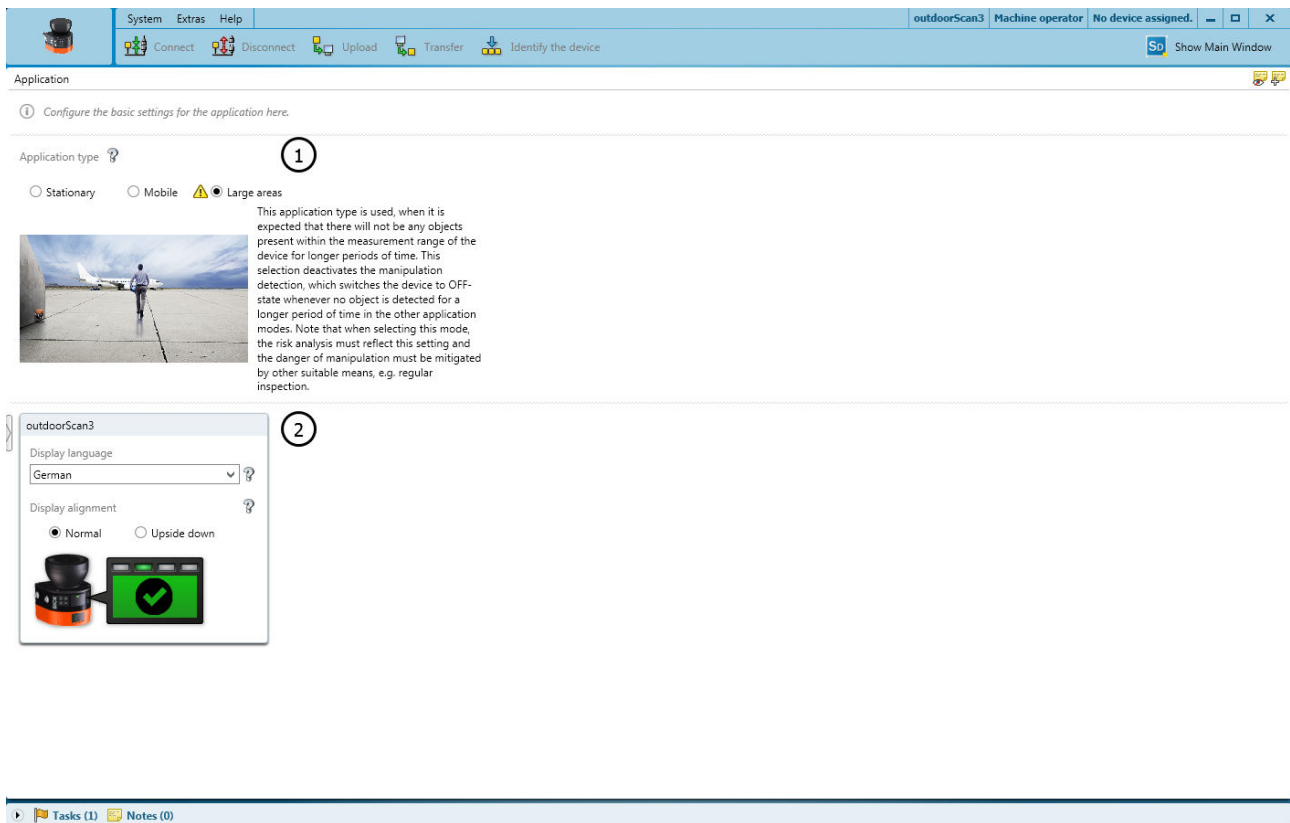 System Extras Help
outdoorScan3 Machine operator No device assigned.
Connect Disconnect Upload Transfer Identify the device
SD Show Main Window
Application
Configure the basic settings for the application here.
Application type
1
Stationary Mobile Large areas
This application type is used, when it is
expected that there will not be any objects
present within the measurement range of the
device for longer periods of time. This
selection deactivates the manipulation
detection, which switches the device to OFF-
state whenever no object is detected for a
longer period of time in the other application
modes. Note that when selecting this mode,
the risk analysis must reflect this setting and
the danger of manipulation must be mitigated
by other suitable means, e.g. regular
inspection.
outdoorScan3
2
Display language
German
Display alignment
Normal Upside down
Tasks (1) Notes (0)